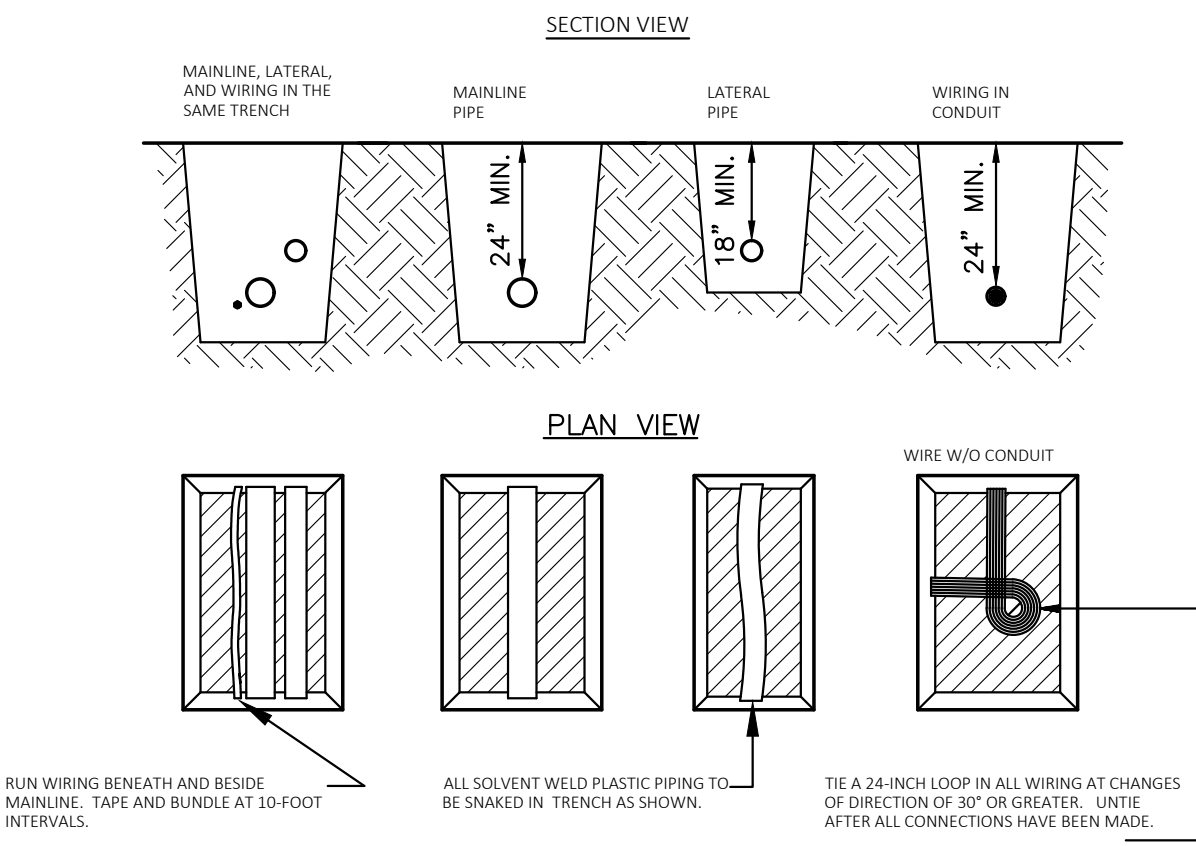 SECTION VIEW
MAINLINE, LATERAL,
AND WIRING IN THE
SAME TRENCH
MAINLINE
PIPE
LATERAL
PIPE
WIRING IN
CONDUIT
24" MIN.
18" MIN.
24" MIN.
PLAN VIEW
WIRE W/O CONDUIT
RUN WIRING BENEATH AND BESIDE
MAINLINE. TAPE AND BUNDLE AT 10-FOOT
INTERVALS.
ALL SOLVENT WELD PLASTIC PIPING TO
BE SNAKED IN TRENCH AS SHOWN.
TIE A 24-INCH LOOP IN ALL WIRING AT CHANGES
OF DIRECTION OF 30° OR GREATER. UNTIE
AFTER ALL CONNECTIONS HAVE BEEN MADE.